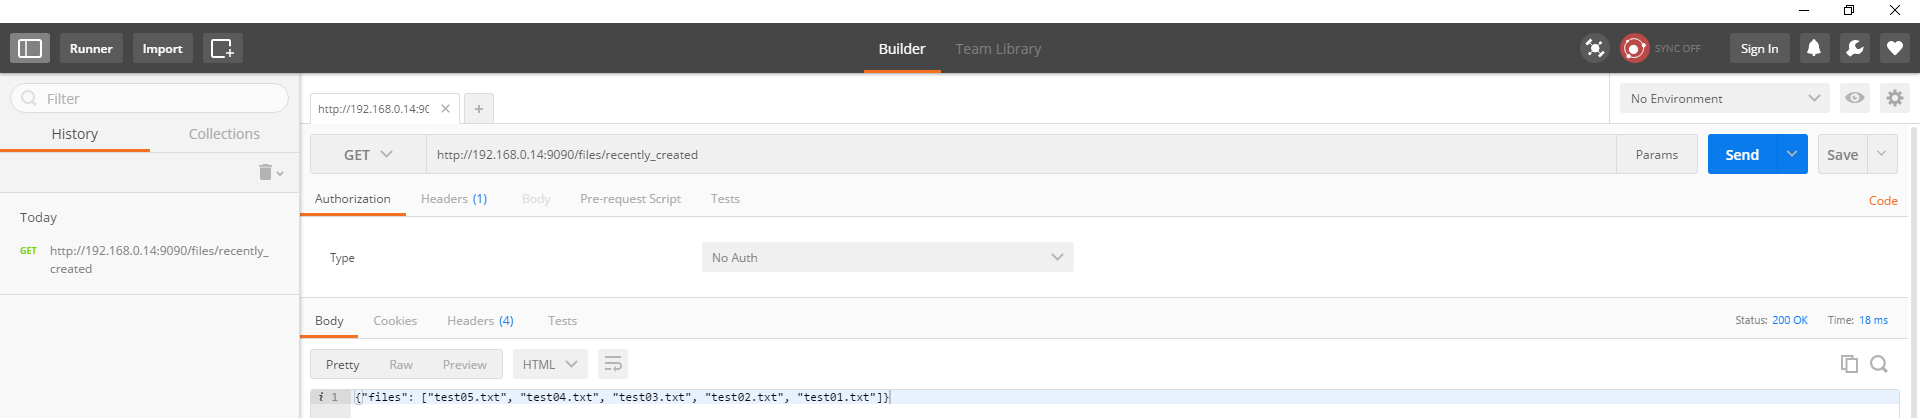 Runner
Import
Builder
Team Library
SYNC OFF
Sign In
Filter
History
Collections
Today
GET http://192.168.0.14:9090/files/recently_
created
http://192.168.0.14:90
No Environment
GET http://192.168.0.14:9090/files/recently_created Params Send Save
Authorization Headers (1) Body Pre-request Script Tests Code
Type No Auth
Body Cookies Headers (4) Tests Status: 200 OK Time: 18 ms
Pretty Raw Preview HTML
i 1 {"files": ["test05.txt", "test04.txt", "test03.txt", "test02.txt", "test01.txt"]}